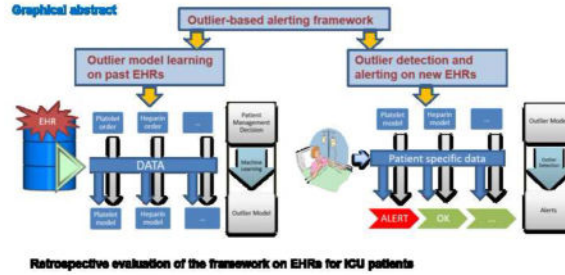 Graphical abstract
Outlier-based alerting framework
Outlier model learning
on past EHRs
Outlier detection and
alerting on new EHRs
EHR
Platelet
order
Heparin
order
...
Patient
Management
Decision
DATA
Machine
Learning
Platelet
model
Heparin
model
...
Outlier Model
Platelet
model
Heparin
model
...
Outlier Model
Patient specific data
Outlier
Detection
ALERT
OK
...
Alerts
Retrospective evaluation of the framework on EHRs for ICU patients